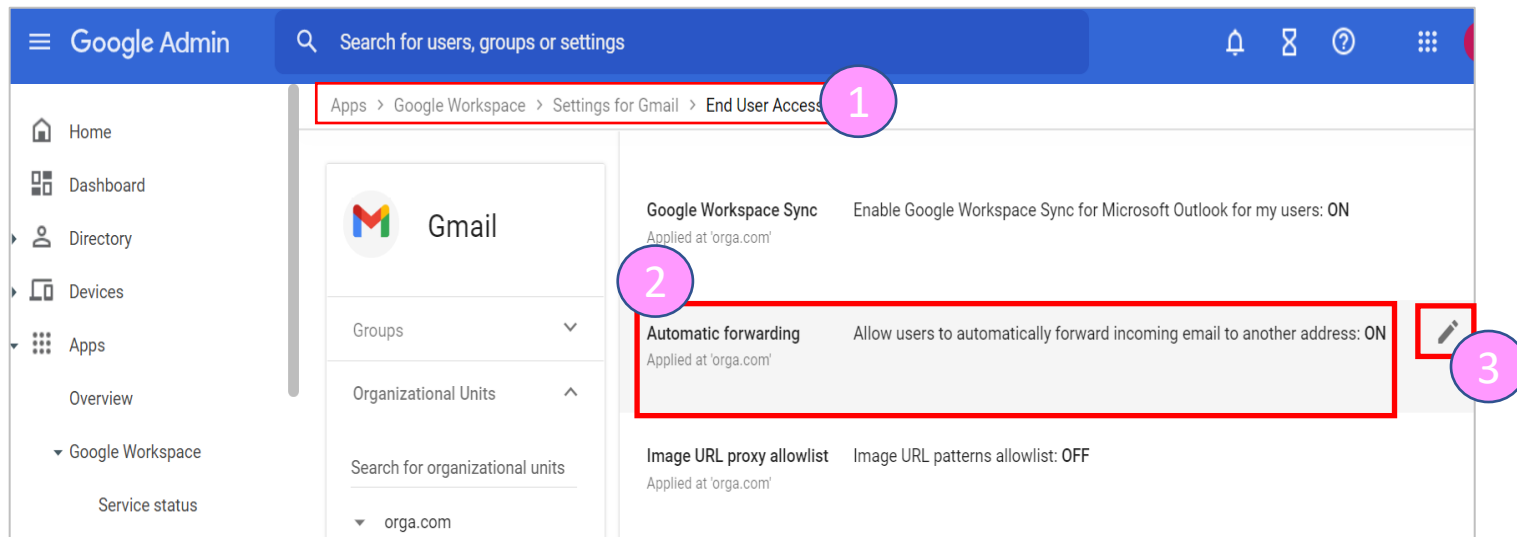 Google Admin
Search for users, groups or settings
Apps > Google Workspace > Settings for Gmail > End User Access
1
Home
Dashboard
Directory
Devices
Apps
Overview
Google Workspace
Service status
Gmail
Groups
Organizational Units
Search for organizational units
orga.com
Google Workspace Sync Enable Google Workspace Sync for Microsoft Outlook for my users: ON
Applied at 'orga.com'
2
Automatic forwarding Allow users to automatically forward incoming email to another address: ON
Applied at 'orga.com'
3
Image URL proxy allowlist Image URL patterns allowlist: OFF
Applied at 'orga.com'